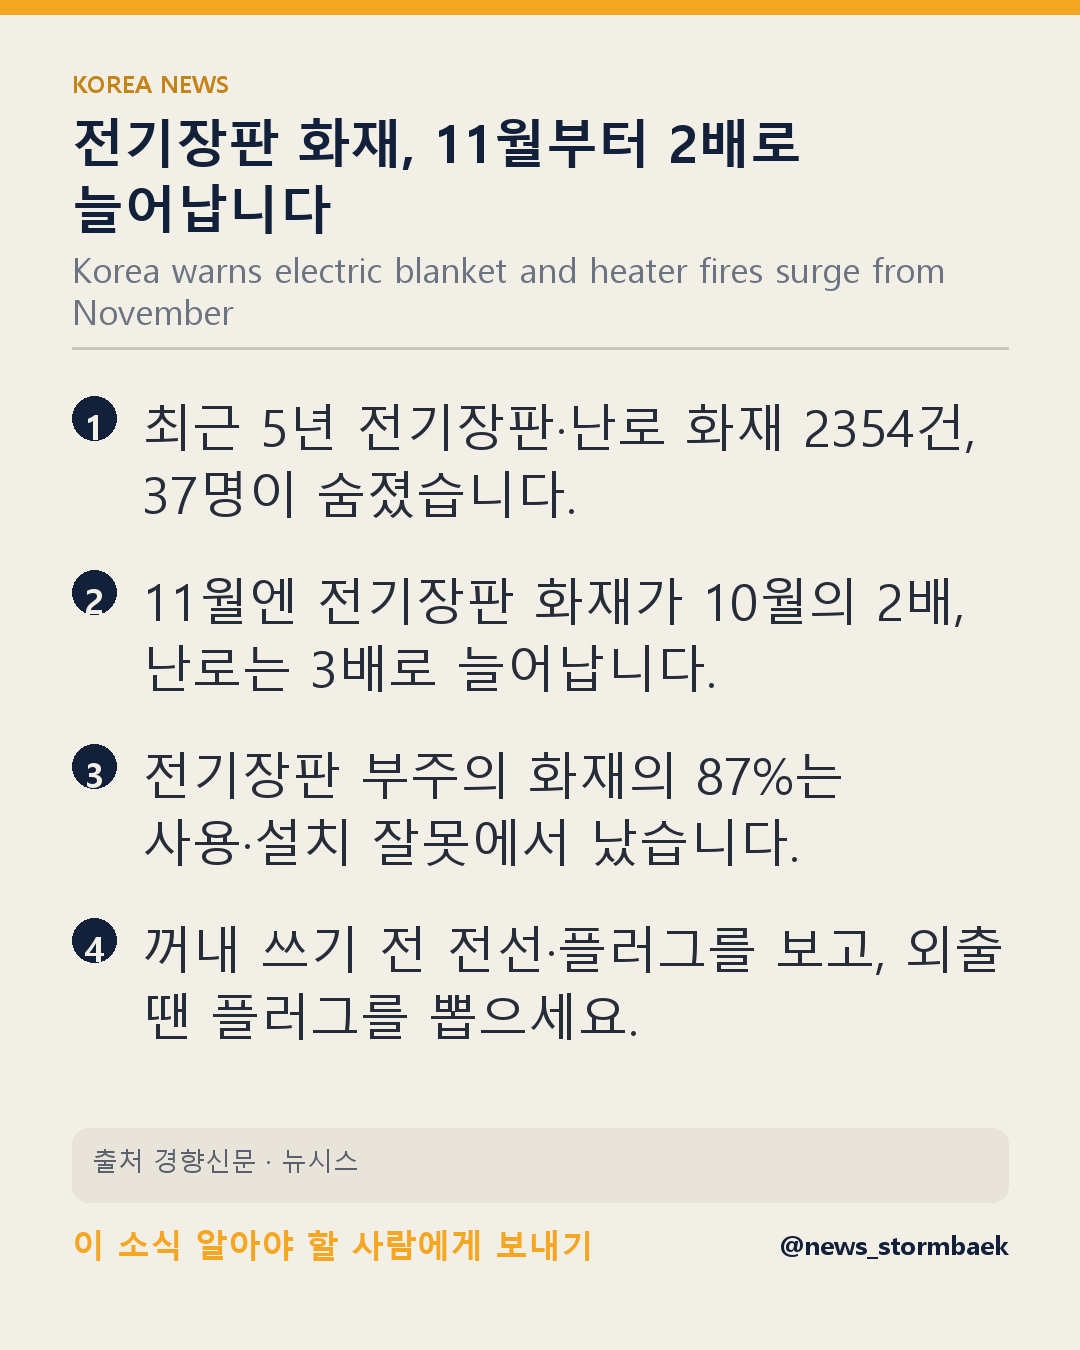 KOREA NEWS
전기장판 화재, 11월부터 2배로
늘어납니다
Korea warns electric blanket and heater fires surge from
November
1 최근 5년 전기장판·난로 화재 2354건,
37명이 숨졌습니다.
2 11월엔 전기장판 화재가 10월의 2배,
난로는 3배로 늘어납니다.
3 전기장판 부주의 화재의 87%는
사용·설치 잘못에서 났습니다.
4 꺼내 쓰기 전 전선·플러그를 보고, 외출
땐 플러그를 뽑으세요.
출처 경향신문 · 뉴시스
이 소식 알아야 할 사람에게 보내기
@news_stormbaek